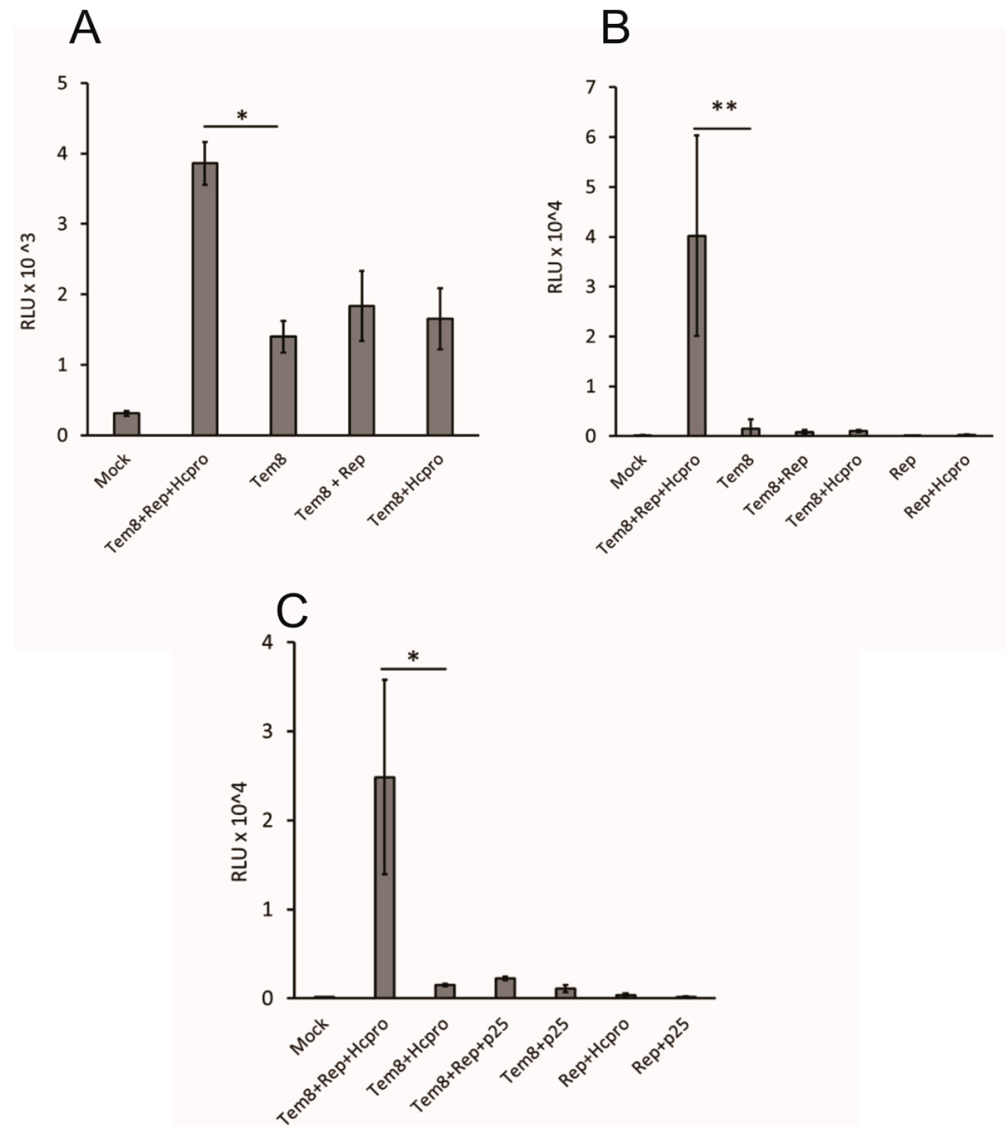 A
5
4
3
2
1
0
RLU x 10 ^3
*
Mock
Tem8+Rep+Hcpro
Tem8
Tem8 + Rep
Tem8+Hcpro
B
7
6
5
4
3
2
1
0
RLU x 10^4
**
Mock
Tem8+Rep+Hcpro
Tem8
Tem8+Rep
Tem8+Hcpro
Rep
Rep+Hcpro
C
4
3
2
1
0
RLU x 10^4
*
Mock
Tem8+Rep+Hcpro
Tem8+Hcpro
Tem8+Rep+p25
Tem8+p25
Rep+Hcpro
Rep+p25